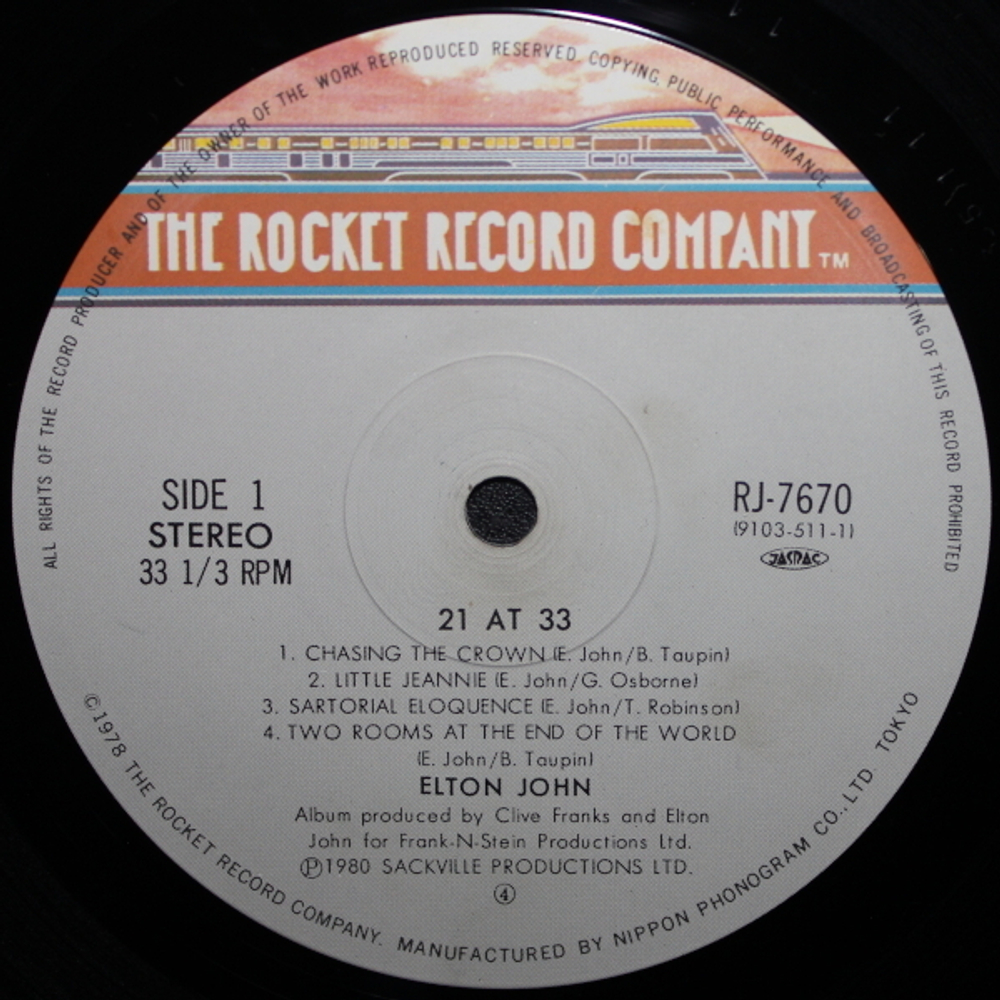 ALL RIGHTS OF THE RECORD PRODUCER AND OF THE OWNER OF THE WORK REPRODUCED RESERVED. COPYING, PUBLIC PERFORMANCE AND BROADCASTING OF THIS RECORD PROHIBITED
THE ROCKET RECORD COMPANY TM
SIDE 1
STEREO
33 1/3 RPM
RJ-7670
(9103-511-1)
JASRAC
21 AT 33
1. CHASING THE CROWN (E. John/B. Taupin)
2. LITTLE JEANNIE (E. John/G. Osborne)
3. SARTORIAL ELOQUENCE (E. John/T. Robinson)
4. TWO ROOMS AT THE END OF THE WORLD
(E. John/B. Taupin)
ELTON JOHN
Album produced by Clive Franks and Elton
John for Frank-N-Stein Productions Ltd.
Ⓟ1980 SACKVILLE PRODUCTIONS LTD.
④
©1978 THE ROCKET RECORD COMPANY. MANUFACTURED BY NIPPON PHONOGRAM CO., LTD. TOKYO